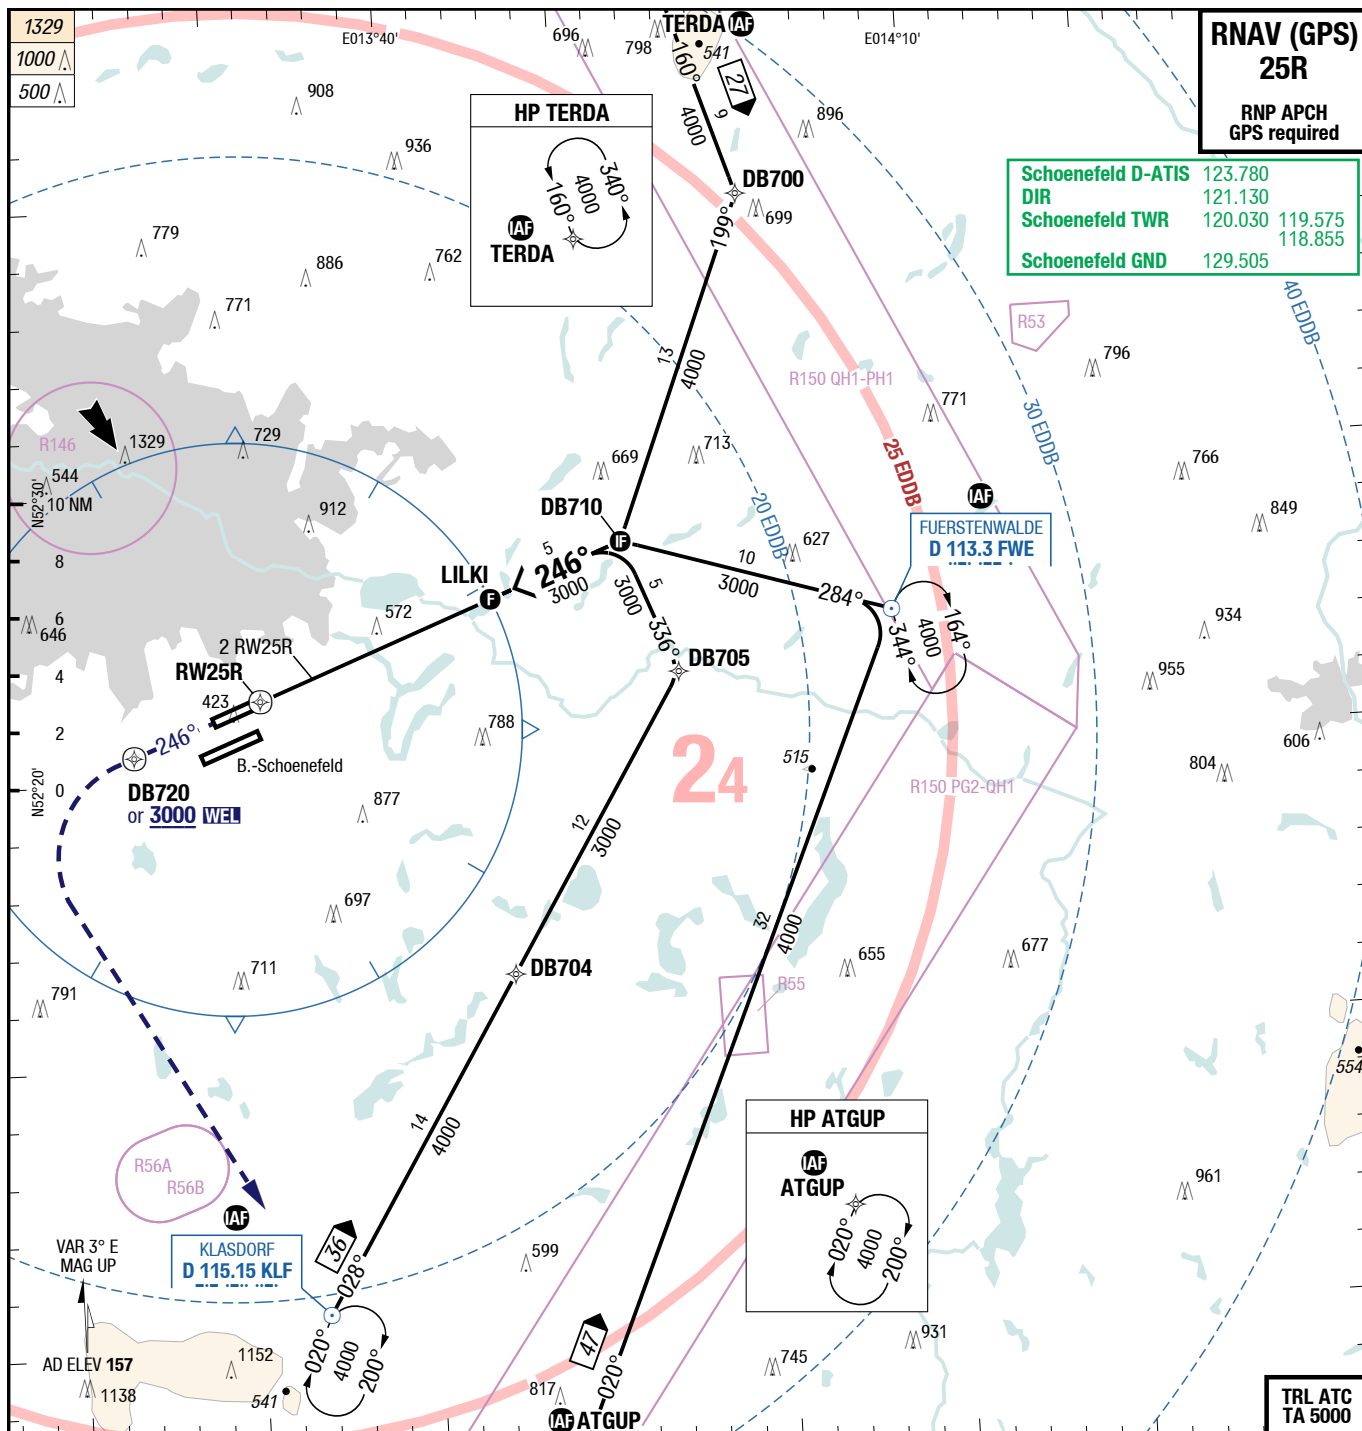 1329
1000
500
RNAV (GPS)
25R
RNP APCH
GPS required
Schoenefeld D-ATIS 123.780
DIR 121.130
Schoenefeld TWR 120.030 119.575
118.855
Schoenefeld GND 129.505
E013°40'
E014°10'
696
798
TERDA IAF
541
160°
27
9
4000
908
936
896
HP TERDA
340°
4000
160°
IAF
TERDA
DB700
699
199°
779
886
762
771
13
4000
R150 QH1-PH1
R53
40 EDDB
796
771
30 EDDB
R146
1329
729
544
N52°30'
10 NM
912
669
713
25 EDDB
766
849
IAF
20 EDDB
DB710
IF
FUERSTENWALDE
D 113.3 FWE
627
5
246°
3000
10
3000
284°
8
LILKI
F
5
3000
336°
164°
4000
344°
6
646
572
934
2 RW25R
RW25R
DB705
4
955
423
246°
2
788
B.-Schoenefeld
24
515
606
804
R150 PG2-QH1
N52°20'
0
DB720
or 3000 WEL
877
12
3000
697
32
4000
DB704
655
677
711
R55
791
554
14
4000
HP ATGUP
IAF
ATGUP
020°
4000
200°
R56A
R56B
961
IAF
KLASDORF
D 115.15 KLF
36
028°
599
VAR 3° E
MAG UP
AD ELEV 157
1138
1152
541
020°
4000
200°
47
020°
817
IAF ATGUP
745
931
TRL ATC
TA 5000